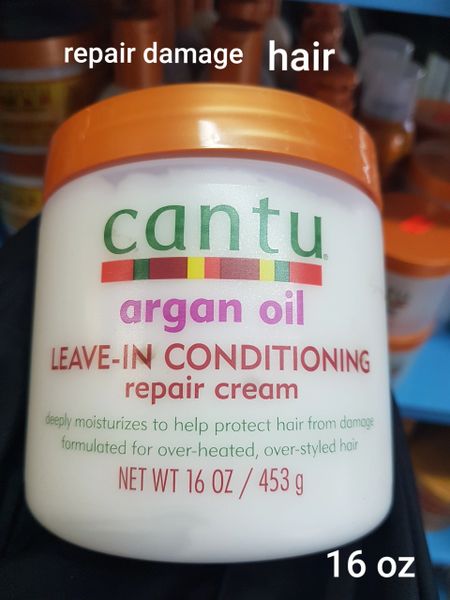 repair damage hair
cantu
argan oil
LEAVE-IN CONDITIONING
repair cream
deeply moisturizes to help protect hair from damage
formulated for over-heated, over-styled hair
NET WT 16 OZ / 453 g
16 oz